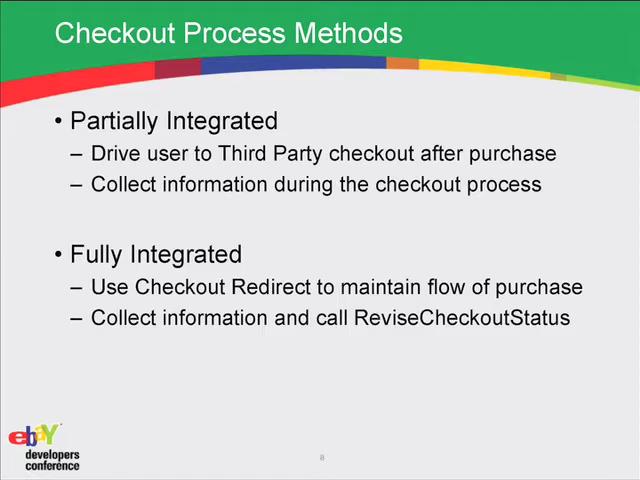 Checkout Process Methods
• Partially Integrated
– Drive user to Third Party checkout after purchase
– Collect information during the checkout process
• Fully Integrated
– Use Checkout Redirect to maintain flow of purchase
– Collect information and call ReviseCheckoutStatus
ebaY
developers
conference
8